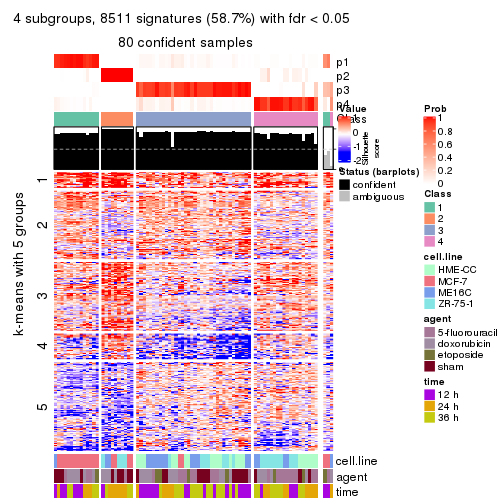 4 subgroups, 8511 signatures (58.7%) with fdr < 0.05
80 confident samples
p1
p2
p3
p4
Class
k-means with 5 groups
1
2
3
4
5
cell.line
agent
time
Value
1
-1
-2
Silhouette
score
Status (barplots)
confident
ambiguous
Prob
1
0.8
0.6
0.4
0.2
0
Class
1
2
3
4
cell.line
HME-CC
MCF-7
ME16C
ZR-75-1
agent
5-fluorouracil
doxorubicin
etoposide
sham
time
12 h
24 h
36 h